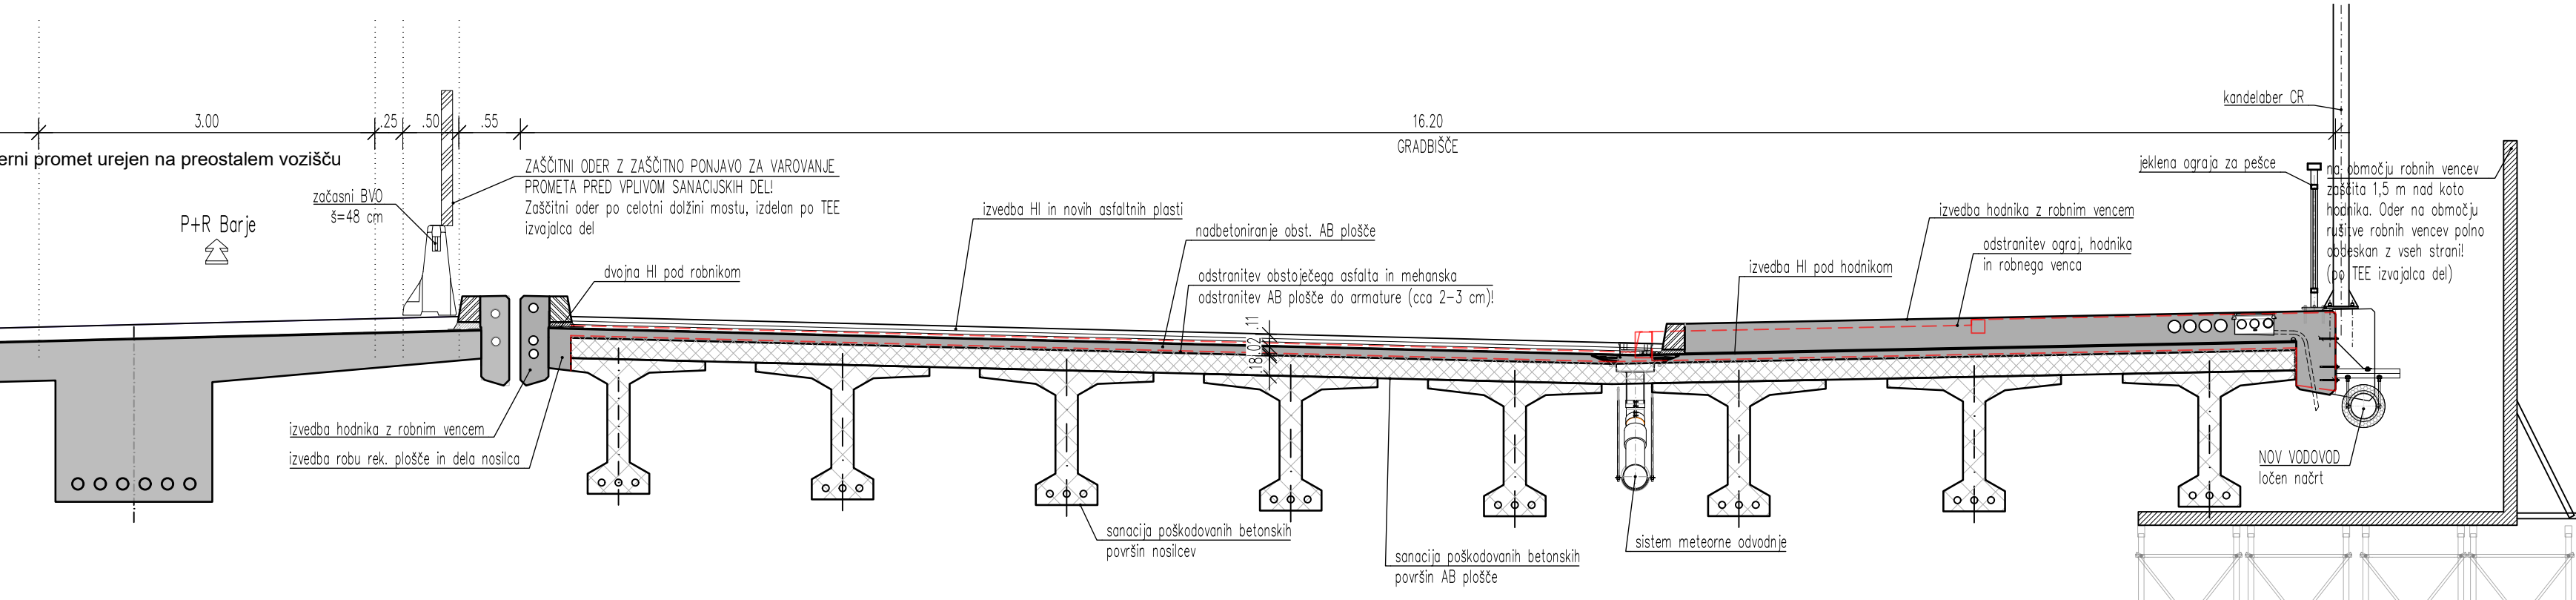 3.00
.25
.50
.55
16.20
GRADBIŠČE
erni promet urejen na preostalem vozišču
P+R Barje
začasni BVO
š=48 cm
ZAŠČITNI ODER Z ZAŠČITNO PONJAVO ZA VAROVANJE
PROMETA PRED VPLIVOM SANACIJSKIH DEL!
Zaščitni oder po celotni dolžini mostu, izdelan po TEE
izvajalca del
dvojna HI pod robnikom
izvedba HI in novih asfaltnih plasti
nadbetoniranje obst. AB plošče
odstranitev obstoječega asfalta in mehanska
odstranitev AB plošče do armature (cca 2-3 cm)!
.11
.02
.18
izvedba HI pod hodnikom
izvedba hodnika z robnim vencem
odstranitev ograj, hodnika
in robnega venca
kandelaber CR
jeklena ograja za pešce
na območju robnih vencev
zaščita 1,5 m nad koto
hodnika. Oder na območju
rušitve robnih vencev polno
obdeskan z vseh strani!
(po TEE izvajalca del)
izvedba hodnika z robnim vencem
izvedba robu rek. plošče in dela nosilca
sanacija poškodovanih betonskih
površin nosilcev
sanacija poškodovanih betonskih
površin AB plošče
sistem meteorne odvodnje
NOV VODOVOD
ločen načrt